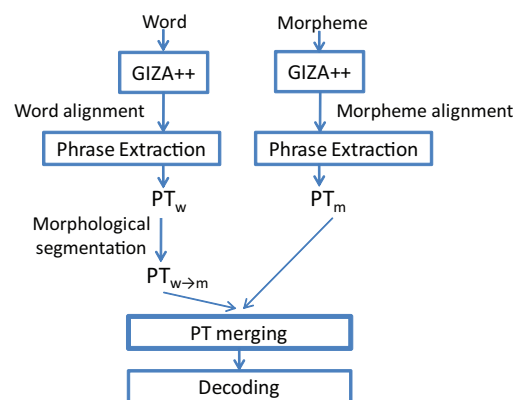 Word
Morpheme
GIZA++
GIZA++
Word alignment
Morpheme alignment
Phrase Extraction
Phrase Extraction
PTw
PTm
Morphological
segmentation
PTw→m
PT merging
Decoding